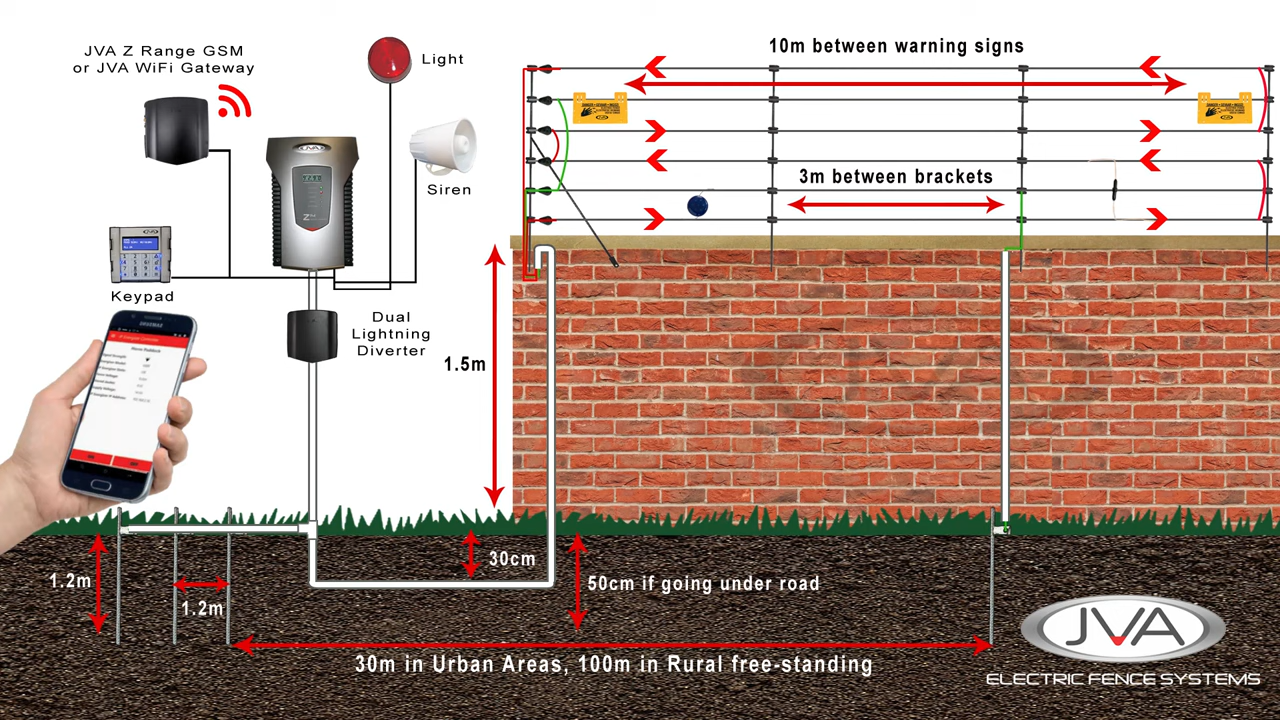 JVA Z Range GSM
or JVA WiFi Gateway
Light
10m between warning signs
JVA
Siren
3m between brackets
Keypad
Dual
Lightning
Diverter
1.5m
30cm
1.2m
50cm if going under road
1.2m
30m in Urban Areas, 100m in Rural free-standing
JVA
ELECTRIC FENCE SYSTEMS